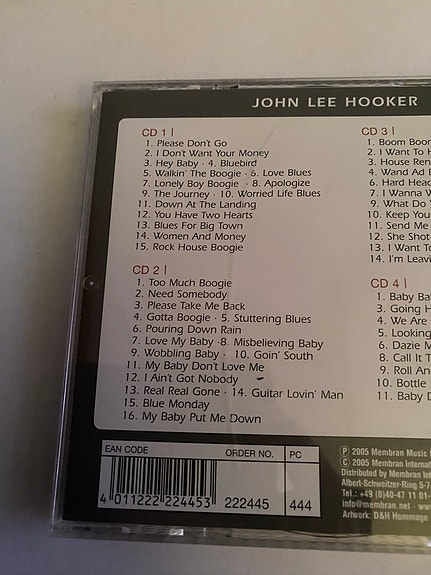 JOHN LEE HOOKER
CD 1 |
1. Please Don't Go
2. I Don't Want Your Money
3. Hey Baby · 4. Bluebird
5. Walkin' The Boogie · 6. Love Blues
7. Lonely Boy Boogie · 8. Apologize
9. The Journey · 10. Worried Life Blues
11. Down At The Landing
12. You Have Two Hearts
13. Blues For Big Town
14. Women And Money
15. Rock House Boogie
CD 2 |
1. Too Much Boogie
2. Need Somebody
3. Please Take Me Back
4. Gotta Boogie · 5. Stuttering Blues
6. Pouring Down Rain
7. Love My Baby · 8. Misbelieving Baby
9. Wobbling Baby · 10. Goin' South
11. My Baby Don't Love Me
12. I Ain't Got Nobody
13. Real Real Gone · 14. Guitar Lovin' Man
15. Blue Monday
16. My Baby Put Me Down
CD 3 |
1. Boom Boom
2. I Want To
3. House Ren
4. Wand Ad
6. Hard Head
7. I Wanna
9. What Do
10. Keep You
11. Send Me
12. She Shot
13. I Want To
14. I'm Leavi
CD 4 |
1. Baby
3. Going
4. We Are
5. Looking
6. Dazie M
8. Call It T
9. Roll An
10. Bottle
11. Baby
EAN CODE
4 011222 224453
ORDER NO.
222445
PC
444
℗ 2005 Membran Music
© 2005 Membran Internat
Distributed by Membran Int
Albert-Schweitzer-Ring 5-7
Tel.: +49 (0)40-47 11 01-
info@membran.net · ww
Artwork: D&H Hommage